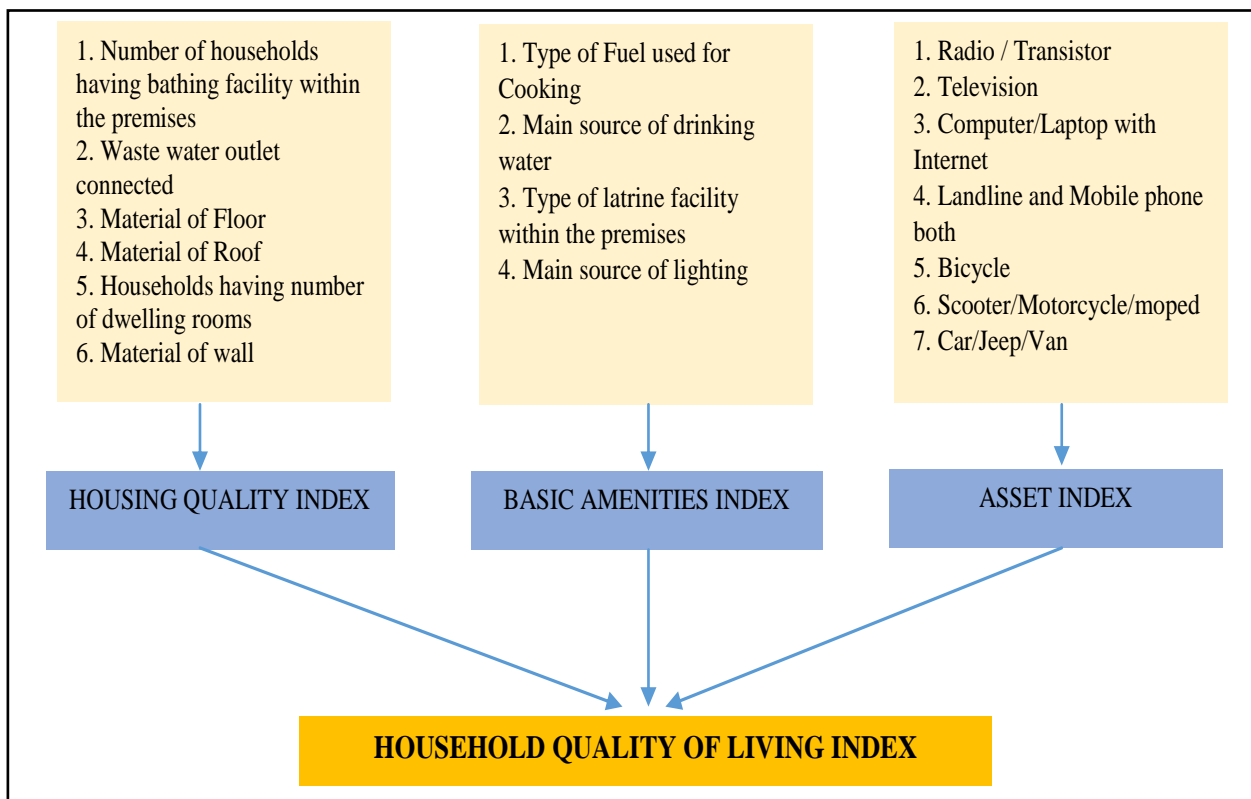 1. Number of households
having bathing facility within
the premises
2. Waste water outlet
connected
3. Material of Floor
4. Material of Roof
5. Households having number
of dwelling rooms
6. Material of wall
1. Type of Fuel used for
Cooking
2. Main source of drinking
water
3. Type of latrine facility
within the premises
4. Main source of lighting
1. Radio / Transistor
2. Television
3. Computer/Laptop with
Internet
4. Landline and Mobile phone
both
5. Bicycle
6. Scooter/Motorcycle/moped
7. Car/Jeep/Van
HOUSING QUALITY INDEX
BASIC AMENITIES INDEX
ASSET INDEX
HOUSEHOLD QUALITY OF LIVING INDEX